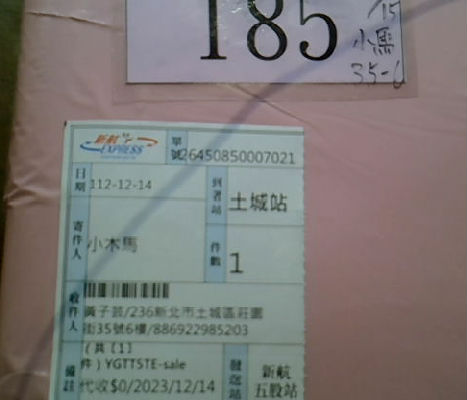 185
/15
小馬
35-6
新航
EXPRESS
單號 26450850007021
日期 112-12-14
到著站 土城站
寄件人 小木馬
件數 1
收件人 黃子芸/236新北市土城區莊園
街35號6樓/886922985203
備註 (共[1]
件) YGTTSTE-sale
代收$0/2023/12/14
發送站 新航
五股站